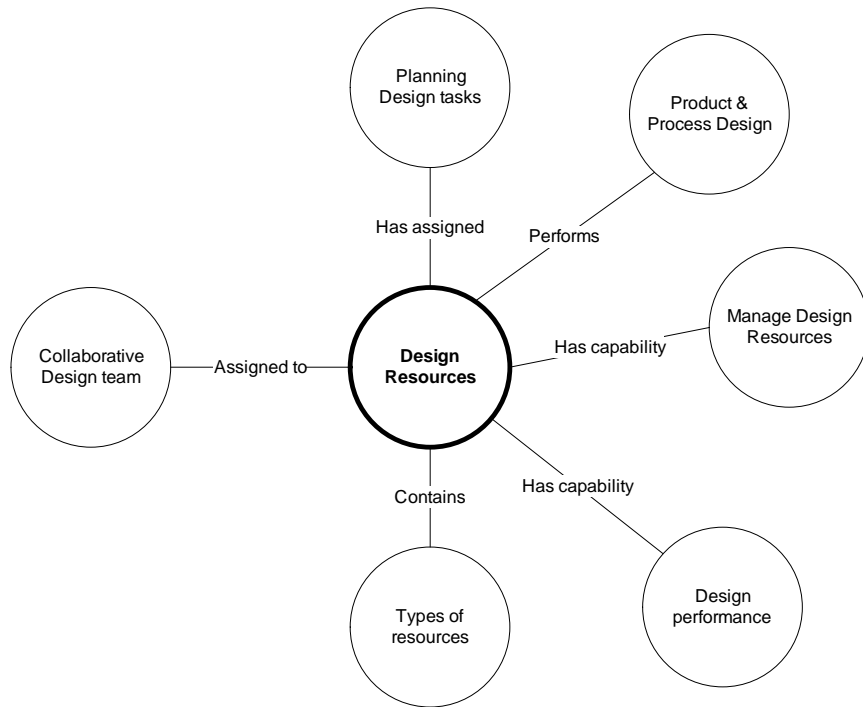 Planning
Design tasks
Product &
Process Design
Has assigned
Performs
Manage Design
Resources
Has capability
Collaborative
Design team
Assigned to
Design
Resources
Has capability
Contains
Types of
resources
Design
performance